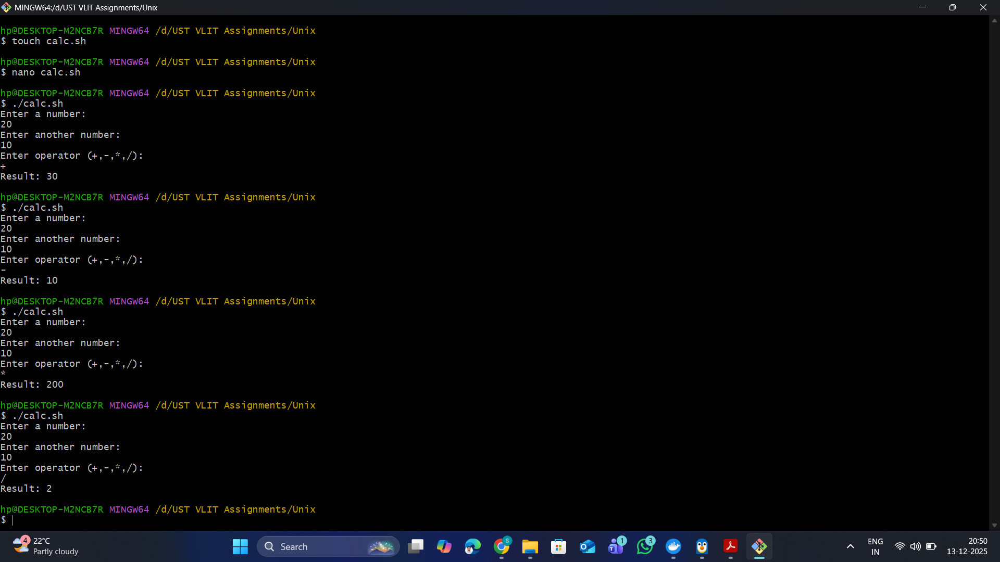 MINGW64:/d/UST VLIT Assignments/Unix
hp@DESKTOP-M2NCB7R MINGW64 /d/UST VLIT Assignments/Unix
$ touch calc.sh
hp@DESKTOP-M2NCB7R MINGW64 /d/UST VLIT Assignments/Unix
$ nano calc.sh
hp@DESKTOP-M2NCB7R MINGW64 /d/UST VLIT Assignments/Unix
$ ./calc.sh
Enter a number:
20
Enter another number:
10
Enter operator (+,-,*,/):
+
Result: 30
hp@DESKTOP-M2NCB7R MINGW64 /d/UST VLIT Assignments/Unix
$ ./calc.sh
Enter a number:
20
Enter another number:
10
Enter operator (+,-,*,/):
-
Result: 10
hp@DESKTOP-M2NCB7R MINGW64 /d/UST VLIT Assignments/Unix
$ ./calc.sh
Enter a number:
20
Enter another number:
10
Enter operator (+,-,*,/):
*
Result: 200
hp@DESKTOP-M2NCB7R MINGW64 /d/UST VLIT Assignments/Unix
$ ./calc.sh
Enter a number:
20
Enter another number:
10
Enter operator (+,-,*,/):
/
Result: 2
hp@DESKTOP-M2NCB7R MINGW64 /d/UST VLIT Assignments/Unix
$
4 22°C
Partly cloudy
Search
S
1
3
ENG
IN
20:50
13-12-2025